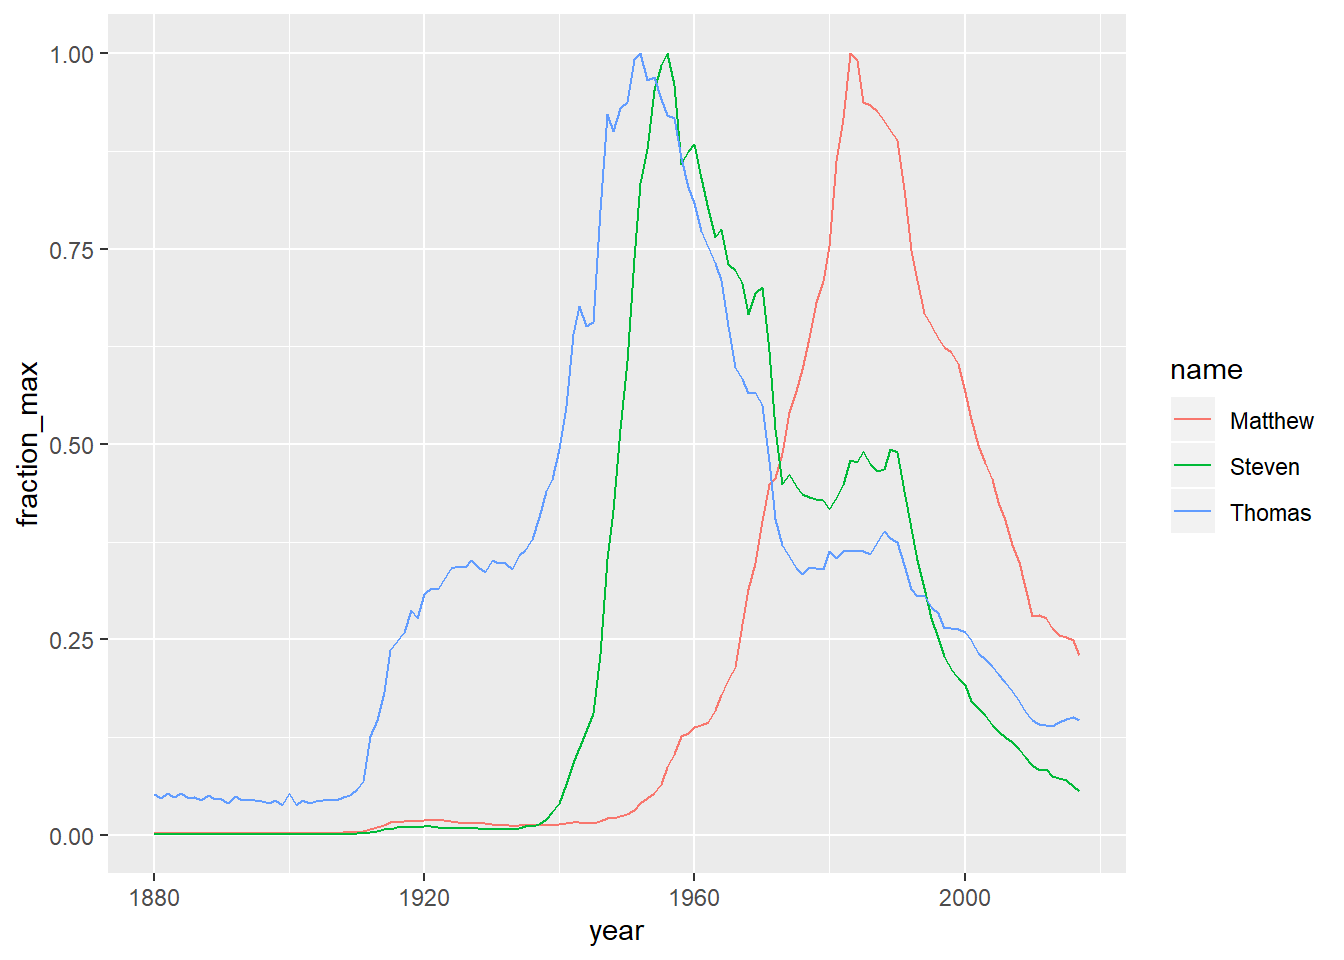 1.00
0.75
0.50
0.25
0.00
fraction_max
1880 1920 1960 2000
year
name
Matthew
Steven
Thomas